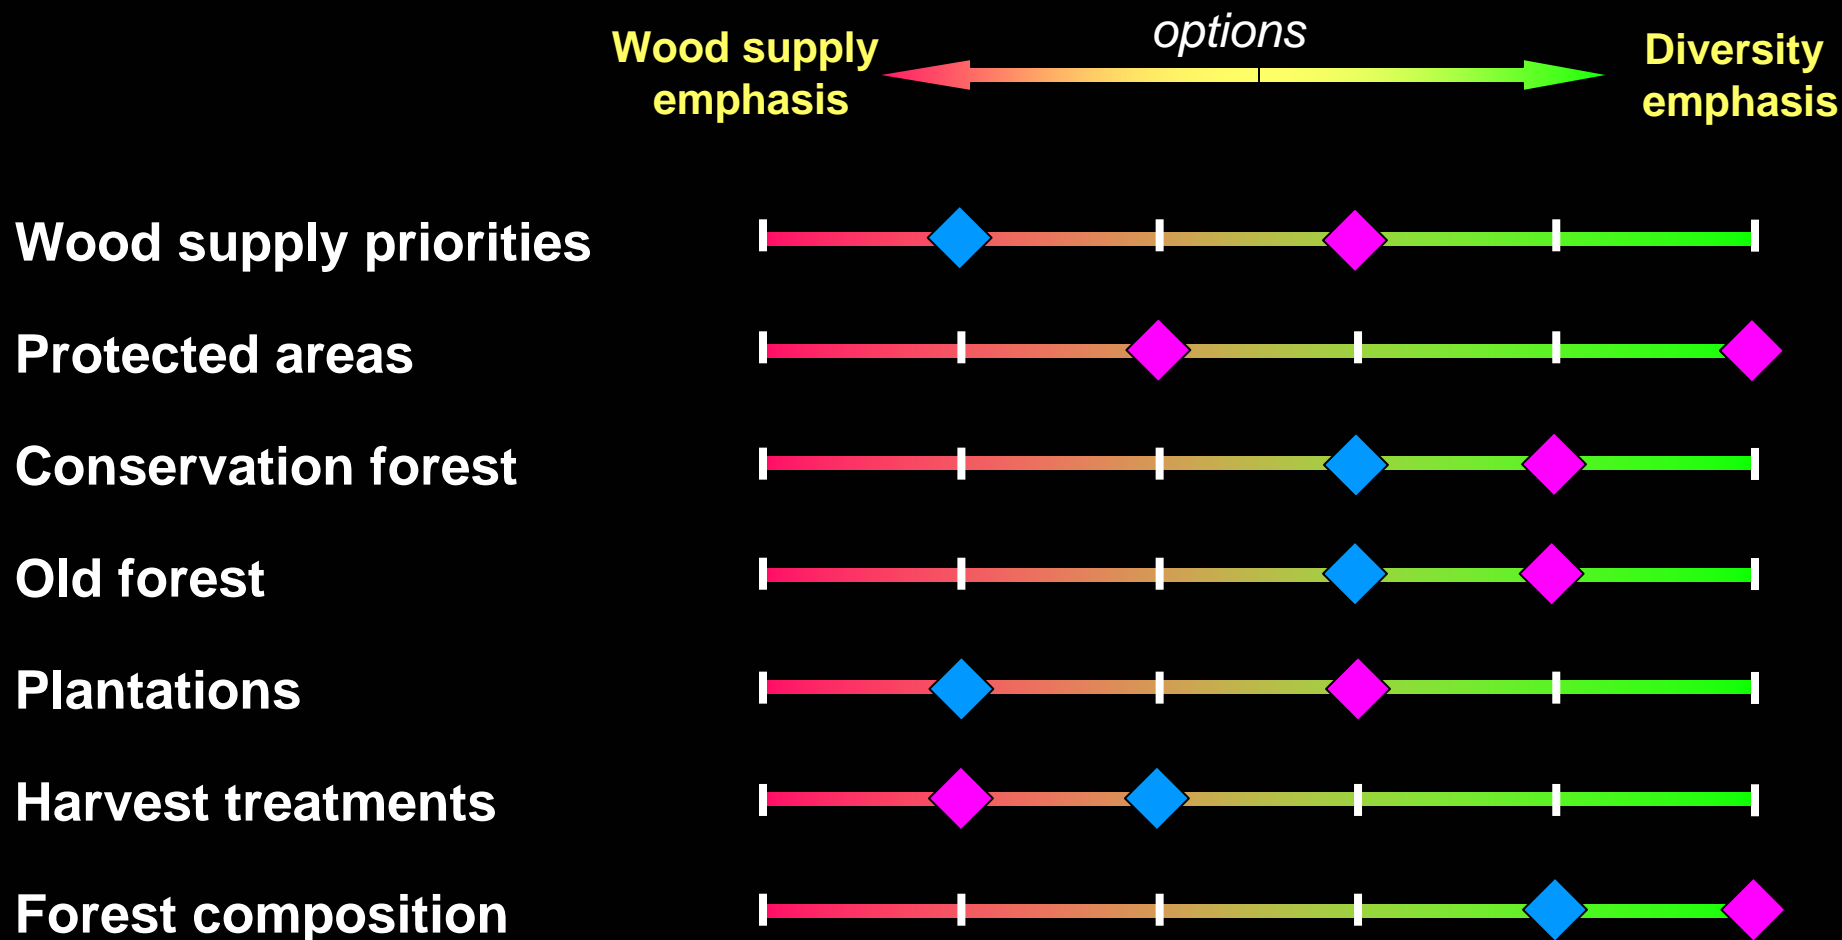 options
Wood supply
emphasis
Diversity
emphasis
Wood supply priorities
Protected areas
Conservation forest
Old forest
Plantations
Harvest treatments
Forest composition